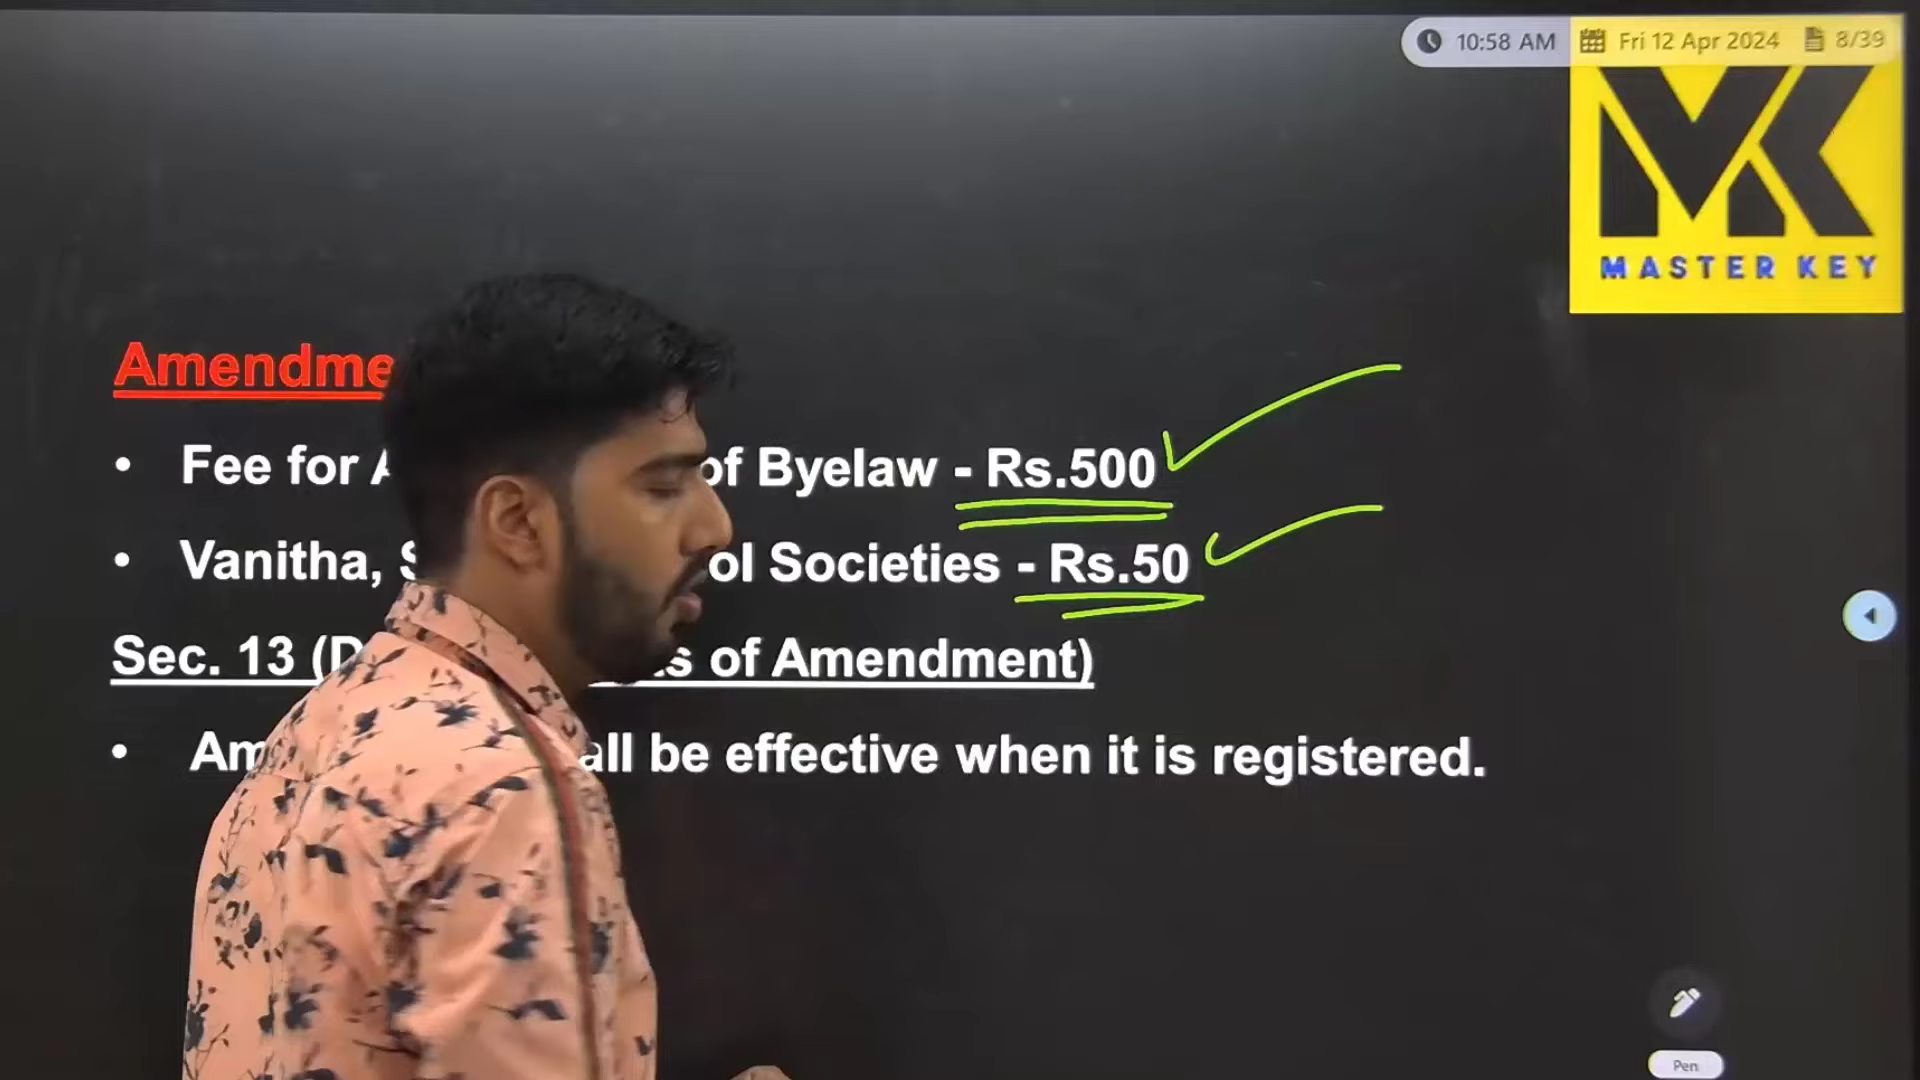 10:58 AM Fri 12 Apr 2024 8/39
MASTER KEY
Amendme
Fee for A of Byelaw - Rs.500
Vanitha, S ol Societies - Rs.50
Sec. 13 (D s of Amendment)
Am all be effective when it is registered.
Pen